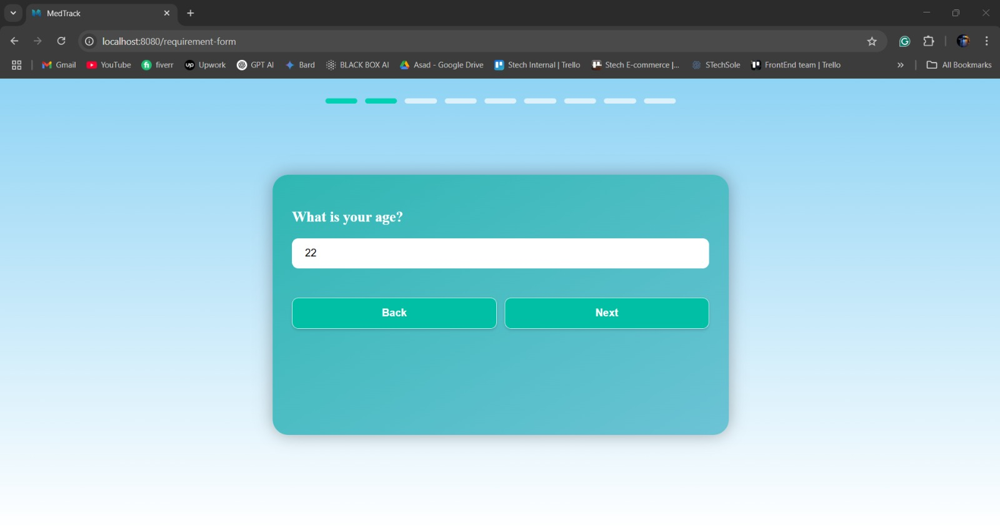 MedTrack
localhost:8080/requirement-form
Gmail YouTube fiverr Upwork GPT AI Bard BLACK BOX AI Asad - Google Drive Stech Internal | Trello Stech E-commerce |... STechSole FrontEnd team | Trello » All Bookmarks
What is your age?
22
Back Next